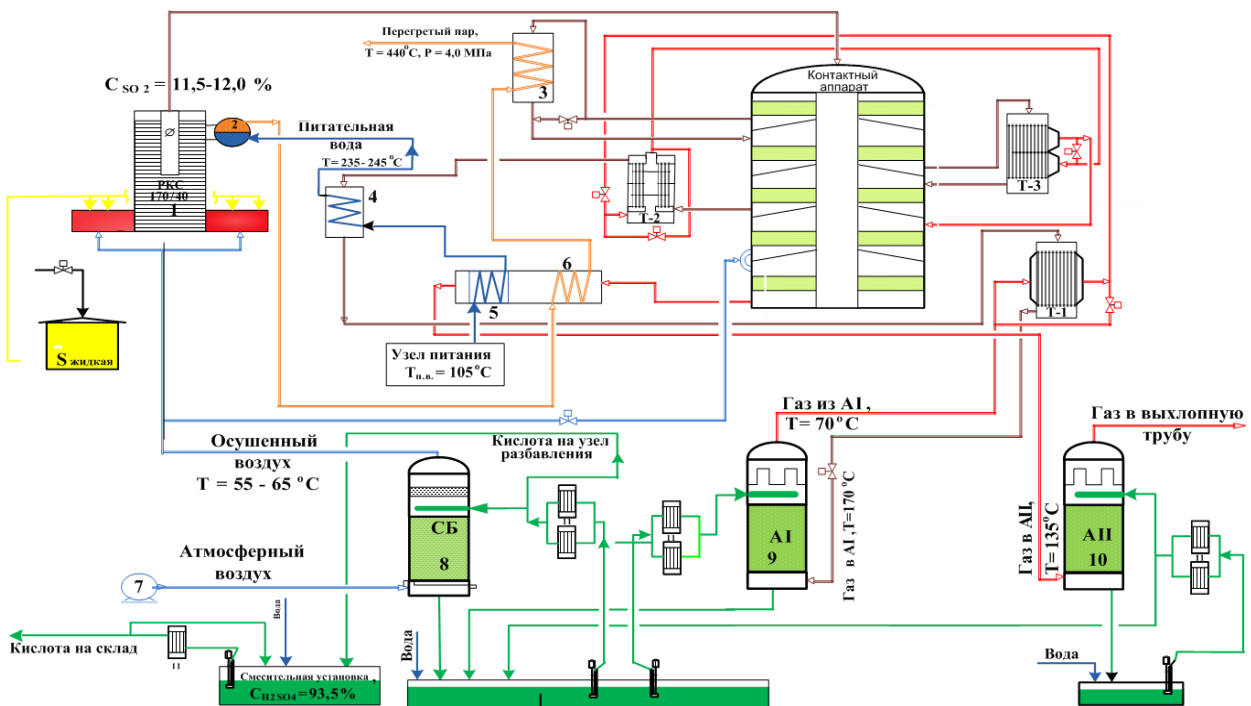 Перегретый пар,
T = 440°C, P = 4,0 МПа
C SO 2 = 11,5-12,0 %
3
Контактный
аппарат
2
Питательная
вода
T= 235- 245°C
РКС
170/40
1
4
Т-2
Т-3
6
5
Т-1
S жидкая
Узел питания
Tп.в. = 105°C
Газ из АI ,
T= 70°C
Газ в выхлопную
трубу
Осушенный
воздух
T = 55 - 65 °C
Кислота на узел
разбавления
Газ в АI ,T=170 °C
Газ в АII,
T= 135°C
СБ
8
АI
9
АII
10
Атмосферный
воздух
7
Вода
Кислота на склад
11
Смесительная установка ,
C H2SO4 =93,5%
Вода
Вода